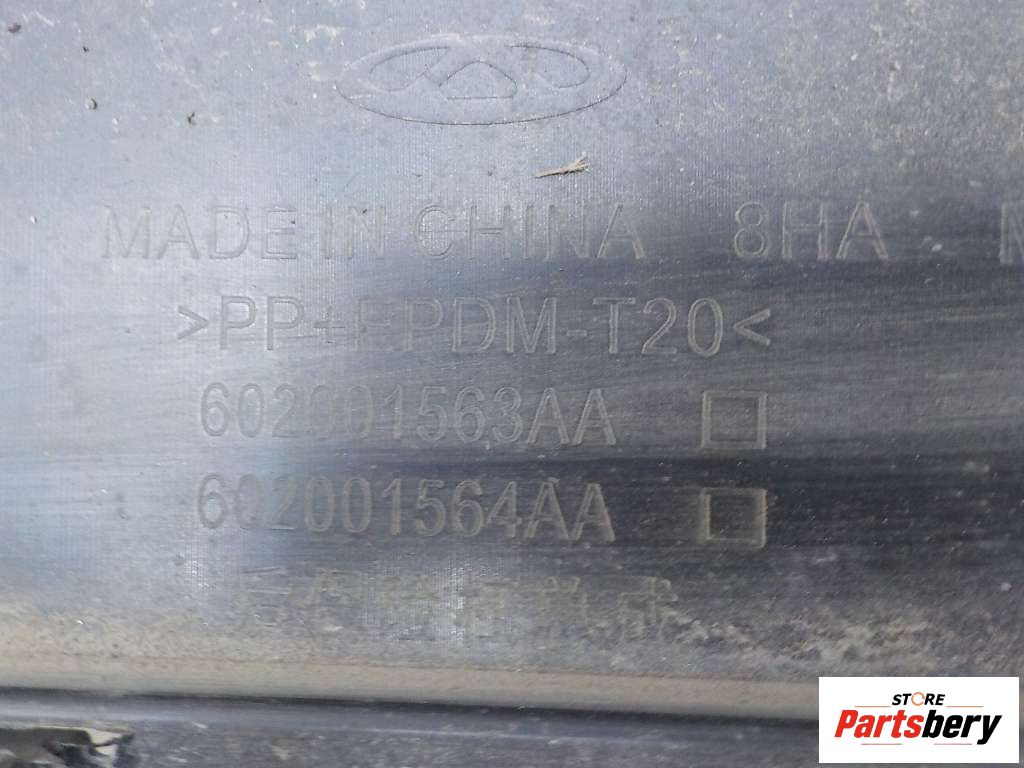 MADE IN CHINA 8HA
>PP+EPDM-T20<
602001563AA
602001564AA
STORE
Partsbery